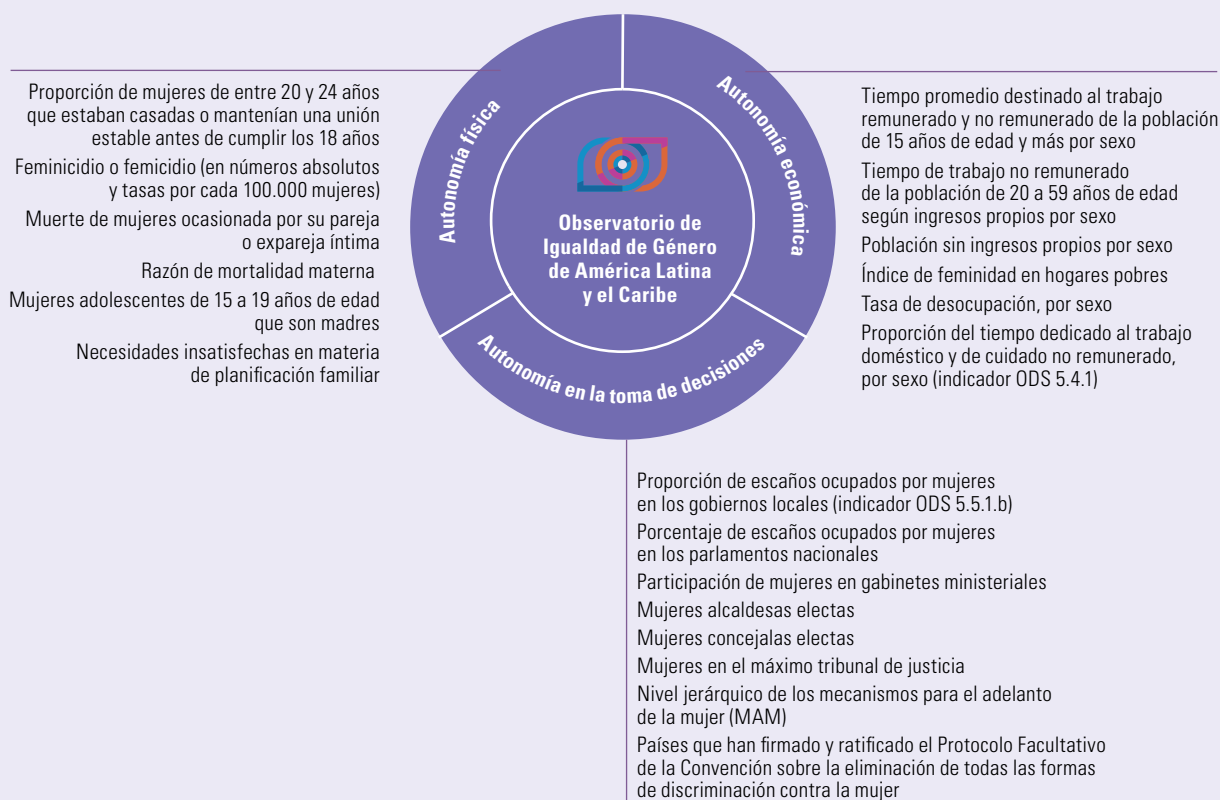 Autonomía física
Proporción de mujeres de entre 20 y 24 años
que estaban casadas o mantenían una unión
estable antes de cumplir los 18 años
Feminicidio o femicidio (en números absolutos
y tasas por cada 100.000 mujeres)
Muerte de mujeres ocasionada por su pareja
o expareja íntima
Razón de mortalidad materna
Mujeres adolescentes de 15 a 19 años de edad
que son madres
Necesidades insatisfechas en materia
de planificación familiar
Observatorio de
Igualdad de Género
de América Latina
y el Caribe
Autonomía económica
Tiempo promedio destinado al trabajo
remunerado y no remunerado de la población
de 15 años de edad y más por sexo
Tiempo de trabajo no remunerado
de la población de 20 a 59 años de edad
según ingresos propios por sexo
Población sin ingresos propios por sexo
Índice de feminidad en hogares pobres
Tasa de desocupación, por sexo
Proporción del tiempo dedicado al trabajo
doméstico y de cuidado no remunerado,
por sexo (indicador ODS 5.4.1)
Autonomía en la toma de decisiones
Proporción de escaños ocupados por mujeres
en los gobiernos locales (indicador ODS 5.5.1.b)
Porcentaje de escaños ocupados por mujeres
en los parlamentos nacionales
Participación de mujeres en gabinetes ministeriales
Mujeres alcaldesas electas
Mujeres concejalas electas
Mujeres en el máximo tribunal de justicia
Nivel jerárquico de los mecanismos para el adelanto
de la mujer (MAM)
Países que han firmado y ratificado el Protocolo Facultativo
de la Convención sobre la eliminación de todas las formas
de discriminación contra la mujer